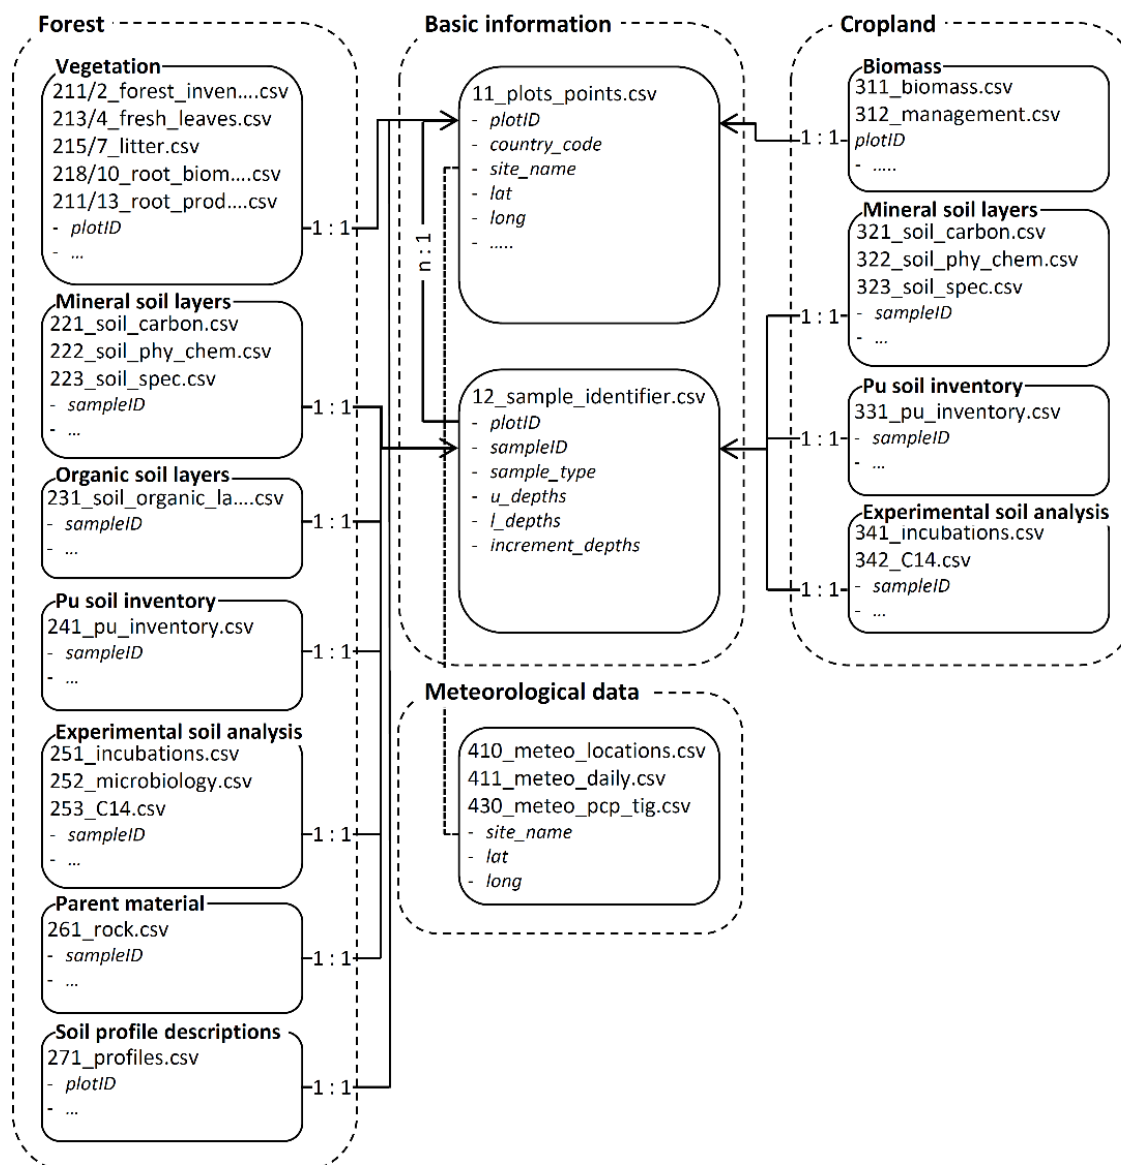 Forest
Vegetation
211/2_forest_inven....csv
213/4_fresh_leaves.csv
215/7_litter.csv
218/10_root_biom....csv
211/13_root_prod....csv
- plotID
- ...
1 : 1
Mineral soil layers
221_soil_carbon.csv
222_soil_phy_chem.csv
223_soil_spec.csv
- sampleID
- ...
1 : 1
Organic soil layers
231_soil_organic_la....csv
- sampleID
- ...
1 : 1
Pu soil inventory
241_pu_inventory.csv
- sampleID
- ...
1 : 1
Experimental soil analysis
251_incubations.csv
252_microbiology.csv
253_C14.csv
- sampleID
- ...
1 : 1
Parent material
261_rock.csv
- sampleID
- ...
1 : 1
Soil profile descriptions
271_profiles.csv
- plotID
- ...
1 : 1
Basic information
11_plots_points.csv
- plotID
- country_code
- site_name
- lat
- long
- .....
n : 1
12_sample_identifier.csv
- plotID
- sampleID
- sample_type
- u_depths
- l_depths
- increment_depths
Meteorological data
410_meteo_locations.csv
411_meteo_daily.csv
430_meteo_pcp_tig.csv
- site_name
- lat
- long
Cropland
Biomass
311_biomass.csv
312_management.csv
plotID
- .....
1 : 1
Mineral soil layers
321_soil_carbon.csv
322_soil_phy_chem.csv
323_soil_spec.csv
- sampleID
- ...
1 : 1
Pu soil inventory
331_pu_inventory.csv
- sampleID
- ...
1 : 1
Experimental soil analysis
341_incubations.csv
342_C14.csv
- sampleID
- ...
1 : 1